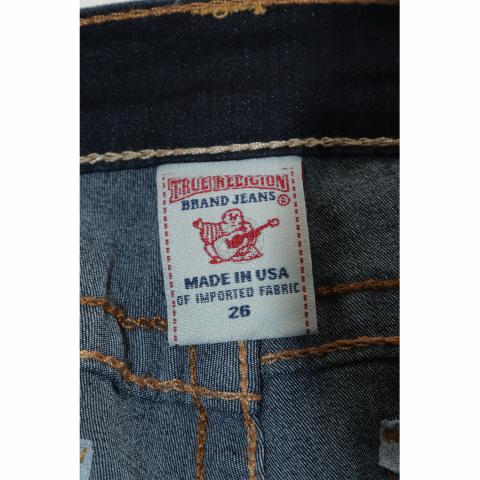 TRUE RELIGION
BRAND JEANS ®
MADE IN USA
OF IMPORTED FABRIC
26